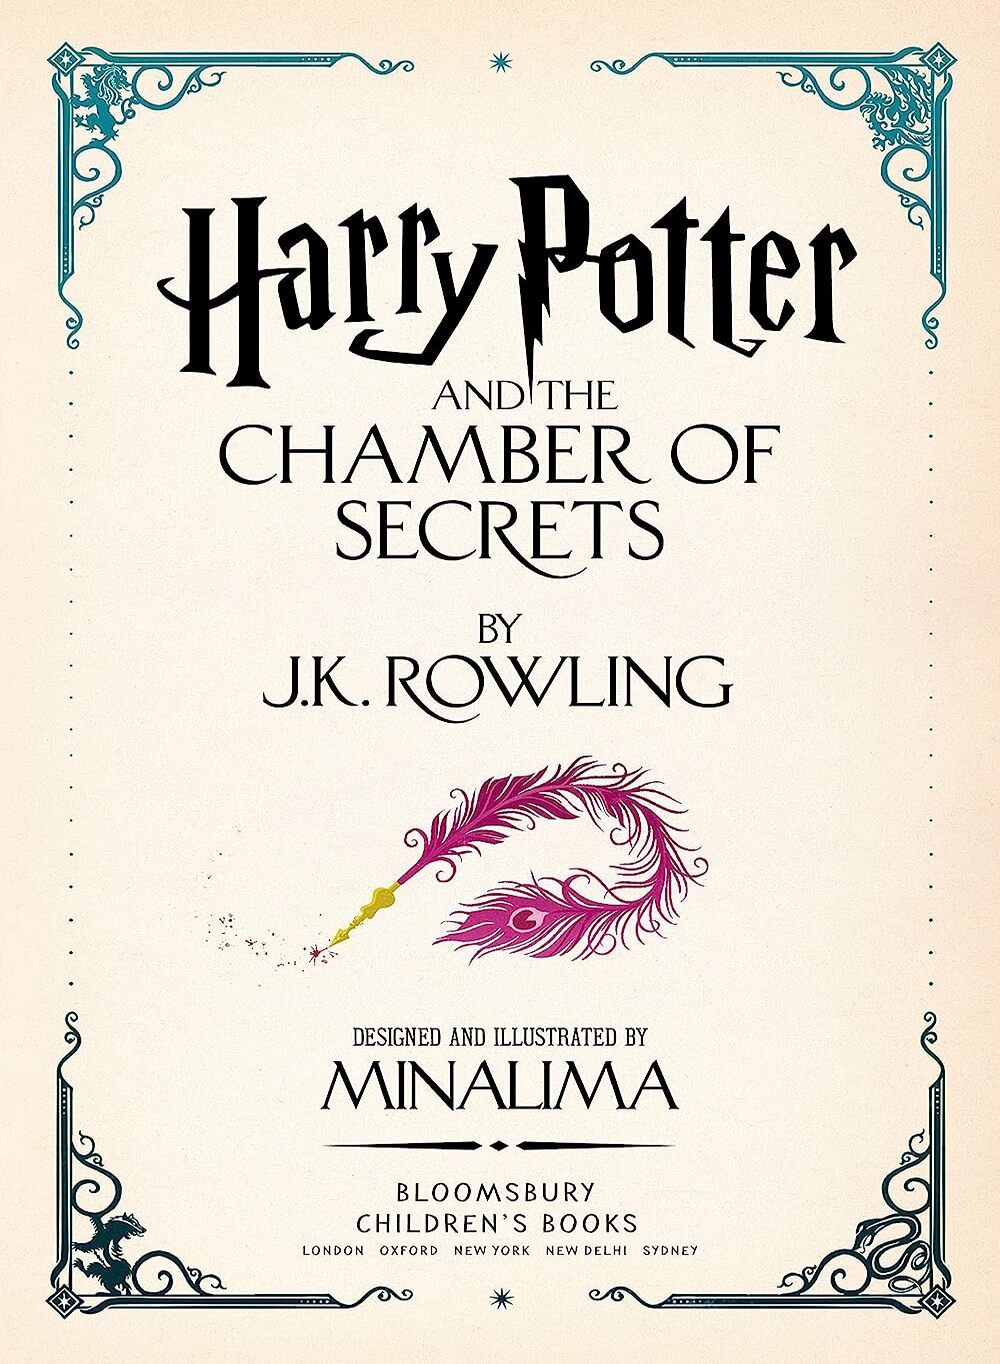 Harry Potter
AND THE
CHAMBER OF
SECRETS
BY
J.K. ROWLING
DESIGNED AND ILLUSTRATED BY
MINALIMA
BLOOMSBURY
CHILDREN'S BOOKS
LONDON OXFORD NEW YORK NEW DELHI SYDNEY